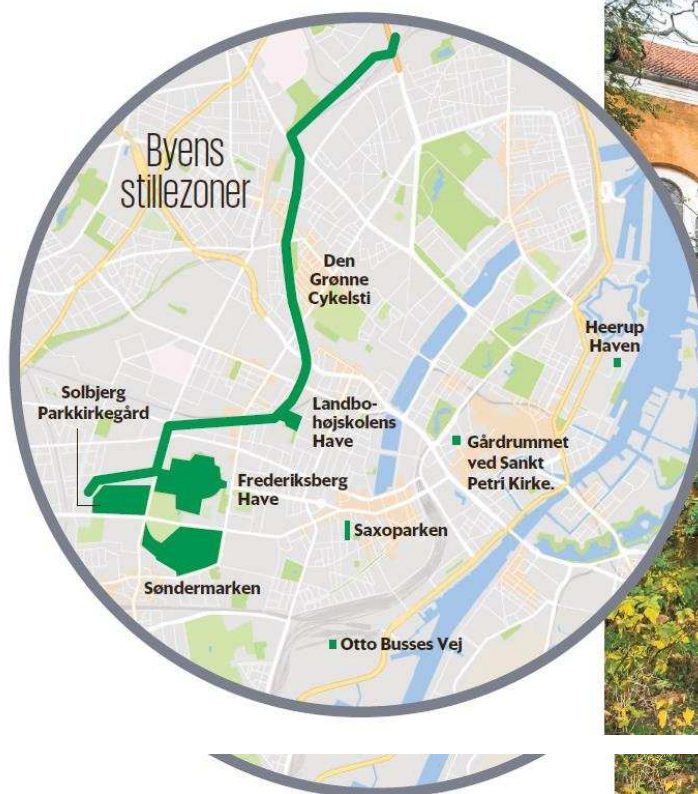 Byens
stillezoner
Den
Grønne
Cykelsti
Heerup
Haven
Solbjerg
Parkkirkegård
Landbo-
højskolens
Have
Gårdrummet
ved Sankt
Petri Kirke.
Frederiksberg
Have
Saxoparken
Søndermarken
Otto Busses Vej